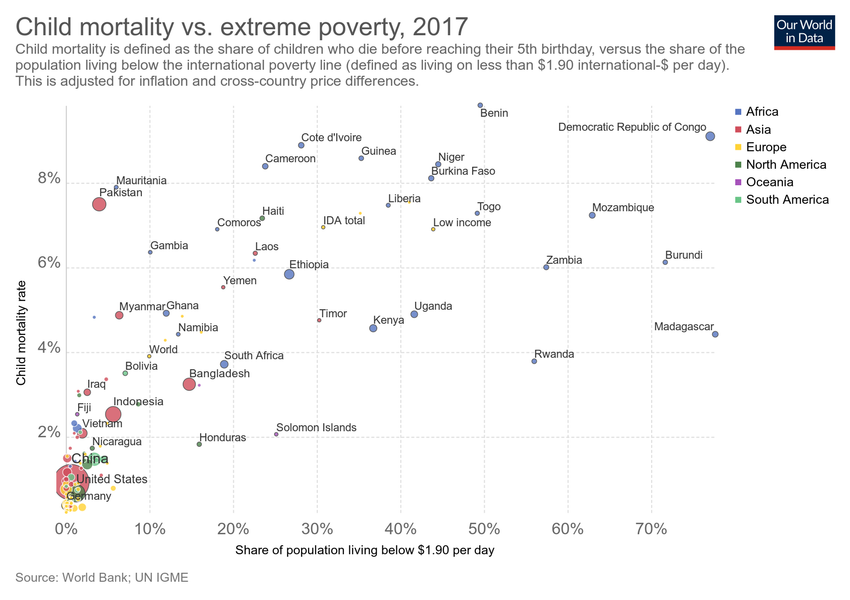 Child mortality vs. extreme poverty, 2017
Our World
in Data
Child mortality is defined as the share of children who die before reaching their 5th birthday, versus the share of the
population living below the international poverty line (defined as living on less than $1.90 international-$ per day).
This is adjusted for inflation and cross-country price differences.
Africa
Asia
Europe
North America
Oceania
South America
Benin
Democratic Republic of Congo
Cote d'Ivoire
Guinea
Cameroon
Niger
Burkina Faso
8%
Mauritania
Pakistan
Liberia
Togo
Mozambique
Haiti
Comoros
IDA total
Low income
Gambia
Laos
6%
Ethiopia
Zambia
Burundi
Yemen
Myanmar
Ghana
Timor
Kenya
Uganda
Namibia
Madagascar
4%
World
South Africa
Rwanda
Bolivia
Bangladesh
Iraq
Indonesia
Fiji
Vietnam
Solomon Islands
2%
Nicaragua
Honduras
China
United States
Germany
Child mortality rate
0%
10%
20%
30%
40%
50%
60%
70%
Share of population living below $1.90 per day
Source: World Bank; UN IGME